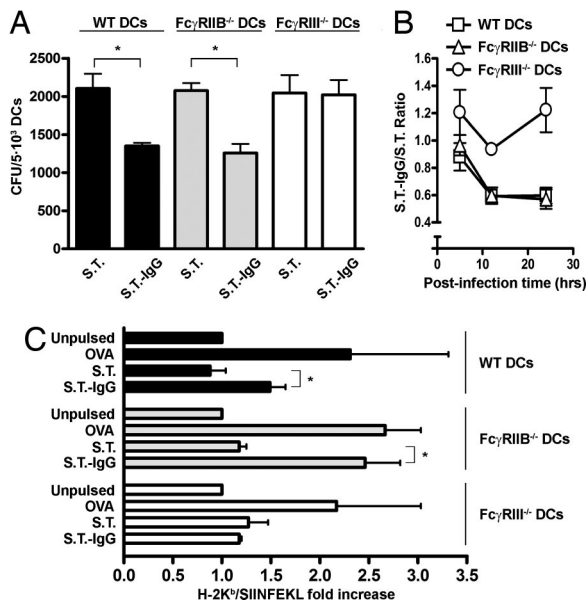 A
WT DCs FcγRIIB-/- DCs FcγRIII-/- DCs
* *
CFU/5·10³ DCs
2500
2000
1500
1000
500
0
S.T. S.T.-IgG S.T. S.T.-IgG S.T. S.T.-IgG
B
WT DCs
FcγRIIB-/- DCs
FcγRIII-/- DCs
S.T.-IgG/S.T. Ratio
1.4
1.2
1.0
0.8
0.6
0.4
0 10 20 30
Post-infection time (hrs)
C
Unpulsed
OVA
S.T.
S.T.-IgG
*
WT DCs
Unpulsed
OVA
S.T.
S.T.-IgG
*
FcγRIIB-/- DCs
Unpulsed
OVA
S.T.
S.T.-IgG
FcγRIII-/- DCs
0.0 0.5 1.0 1.5 2.0 2.5 3.0 3.5
H-2Kᵇ/SIINFEKL fold increase